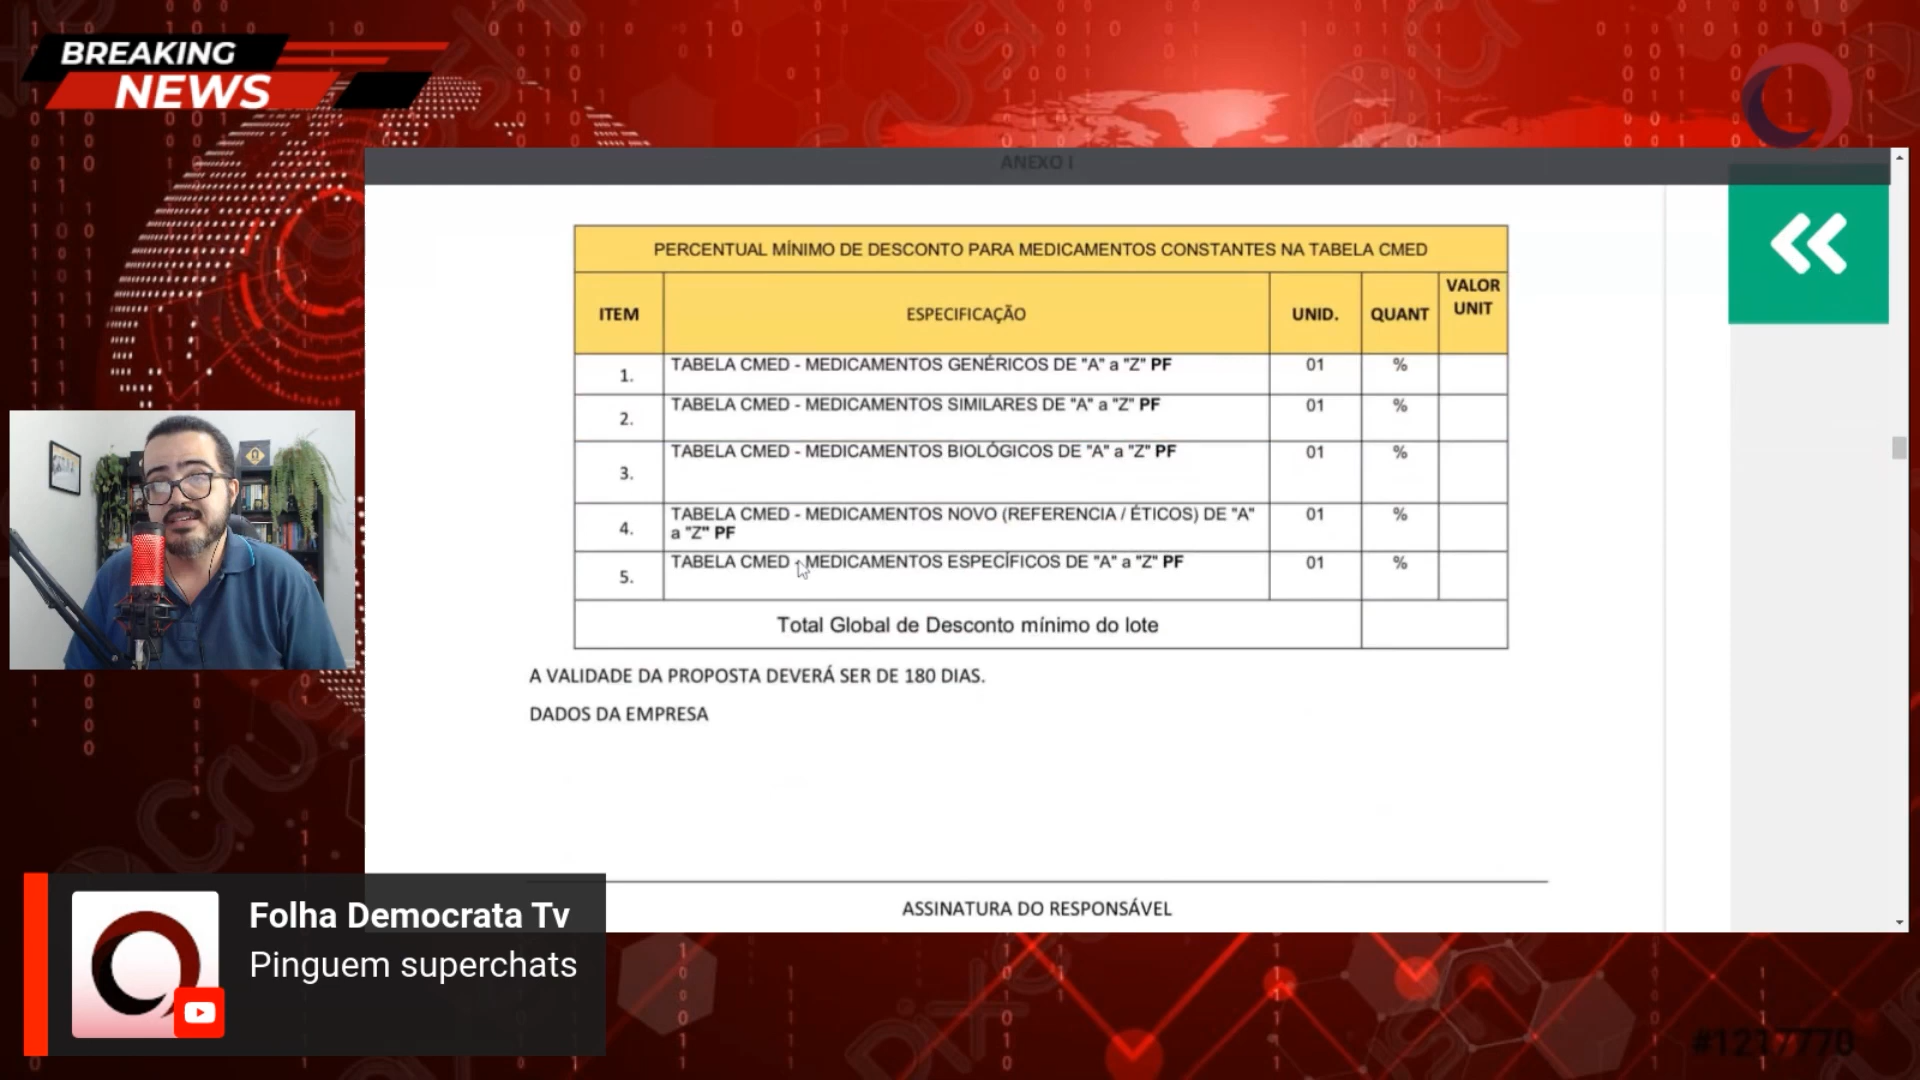 BREAKING
NEWS
ANEXO I
PERCENTUAL MÍNIMO DE DESCONTO PARA MEDICAMENTOS CONSTANTES NA TABELA CMED
ITEM ESPECIFICAÇÃO UNID. QUANT VALOR UNIT
1. TABELA CMED - MEDICAMENTOS GENÉRICOS DE "A" a "Z" PF 01 %
2. TABELA CMED - MEDICAMENTOS SIMILARES DE "A" a "Z" PF 01 %
3. TABELA CMED - MEDICAMENTOS BIOLÓGICOS DE "A" a "Z" PF 01 %
4. TABELA CMED - MEDICAMENTOS NOVO (REFERENCIA / ÉTICOS) DE "A" 01 %
a "Z" PF
5. TABELA CMED - MEDICAMENTOS ESPECÍFICOS DE "A" a "Z" PF 01 %
Total Global de Desconto mínimo do lote
A VALIDADE DA PROPOSTA DEVERÁ SER DE 180 DIAS.
DADOS DA EMPRESA
ASSINATURA DO RESPONSÁVEL
Folha Democrata Tv
Pinguem superchats